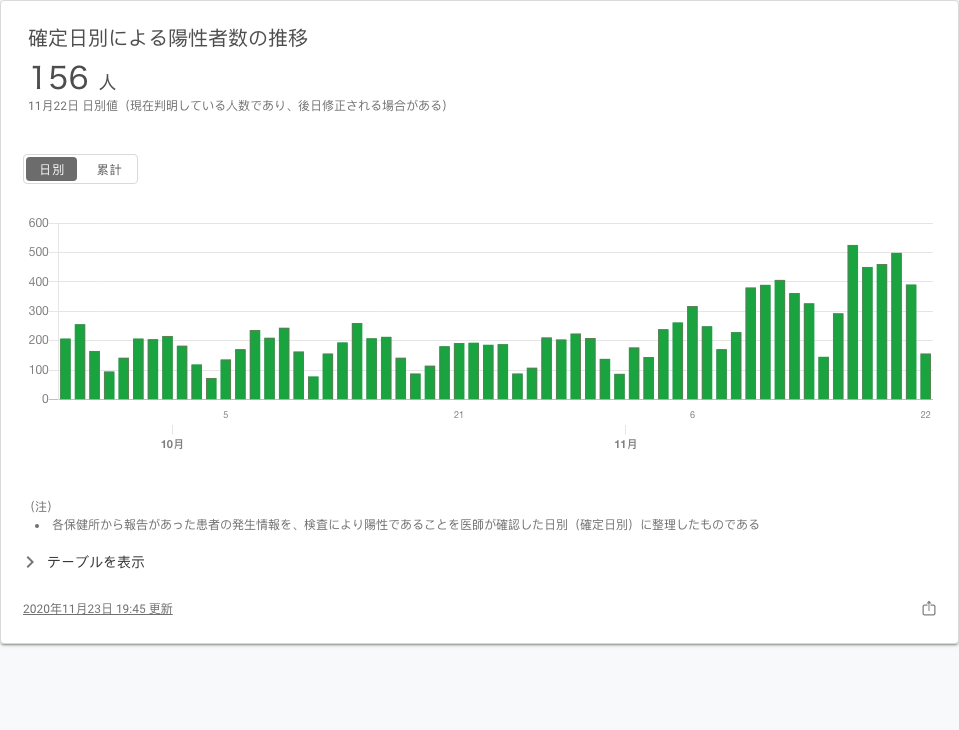 確定日別による陽性者数の推移
156 人
11月22日 日別値（現在判明している人数であり、後日修正される場合がある）
日別 累計
600
500
400
300
200
100
0
5 21 6 22
10月 11月
（注）
• 各保健所から報告があった患者の発生情報を、検査により陽性であることを医師が確認した日別（確定日別）に整理したものである
テーブルを表示
2020年11月23日 19:45 更新